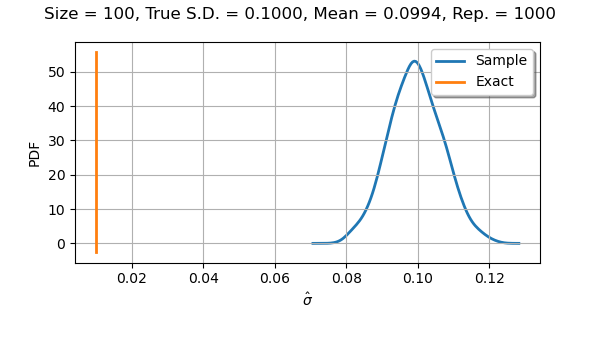 Size = 100, True S.D. = 0.1000, Mean = 0.0994, Rep. = 1000
Sample
Exact
PDF
50
40
30
20
10
0
0.02 0.04 0.06 0.08 0.10 0.12
σ̂